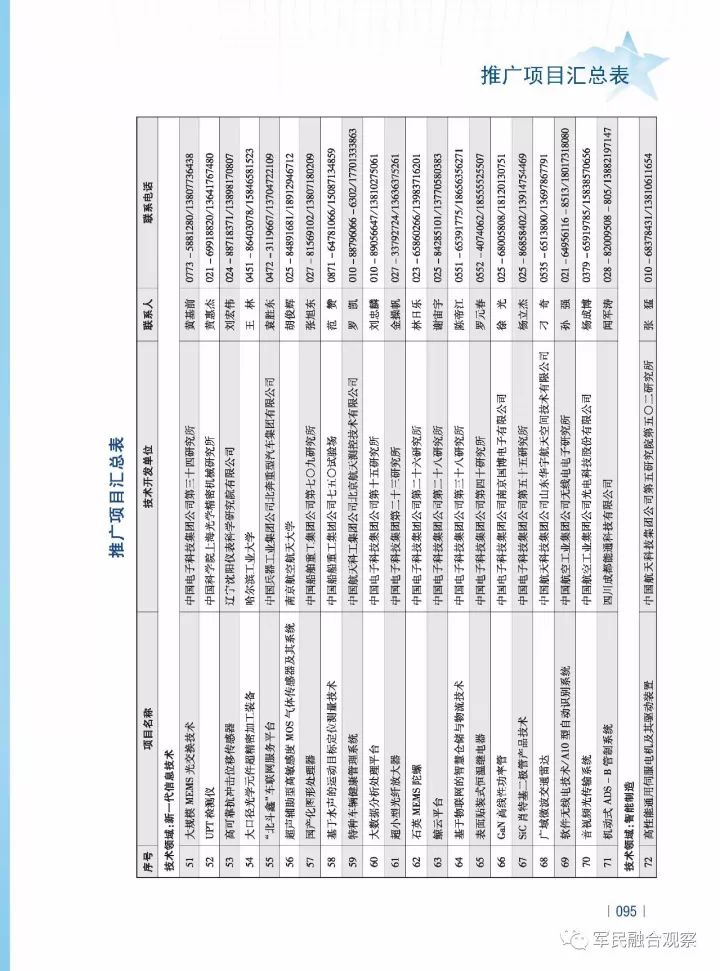 推广项目汇总表
推广项目汇总表
序号 项目名称 技术开发单位 联系人 联系电话
技术领域:新一代信息技术
51 大规模 MEMS 光交换技术 中国电子科技集团公司第三十四研究所 黄基前 0773-5881280/13807736438
52 UPT 检测仪 中国科学院上海光学精密机械研究所 黄惠杰 021-69918820/13641767480
53 高可靠抗冲击位移传感器 辽宁沈阳仪表科学研究院有限公司 刘宏伟 024-88718371/13898170807
54 大口径光学元件超精密加工装备 哈尔滨工业大学 王 林 0451-86403078/15846581523
55 “北斗鑫”车联网服务平台 中国兵器工业集团公司北奔重型汽车集团有限公司 袁胜东 0472-3119667/13704722109
56 超声辅助型高敏感度 MOS 气体传感器及其系统 南京航空航天大学 胡俊辉 025-84891681/18912946712
57 国产化图形处理器 中国船舶重工集团公司第七〇九研究所 张旭东 027-81569102/13807180209
58 基于水声的运动目标定位测量技术 中国船舶重工集团公司七五〇试验场 范 赞 0871-64781066/15087134859
59 特种车辆健康管理系统 中国航天科工集团公司北京航天测控技术有限公司 罗 凯 010-88796066-6302/17701333863
60 大数据分析处理平台 中国电子科技集团公司第十五研究所 刘忠麟 010-89056647/13810275061
61 超小型光纤放大器 中国电子科技集团第二十三研究所 金操帆 027-33792724/13636375261
62 石英 MEMS 陀螺 中国电子科技集团公司第二十六研究所 林日乐 023-65860266/13983716201
63 鲸云平台 中国电子科技集团公司第二十八研究所 谢宙宇 025-84285101/13770580383
64 基于物联网的智慧仓储与物流技术 中国电子科技集团公司第三十八研究所 陈帝江 0551-65391775/18656356271
65 表面贴装式恒温继电器 中国电子科技集团公司第四十研究所 罗元春 0552-4074062/18555525507
66 GaN 高线性功率管 中国电子科技集团公司南京国博电子有限公司 徐 光 025-68005808/18120130751
67 SiC 肖特基二极管产品技术 中国电子科技集团公司第五十五研究所 杨立杰 025-86858402/13914754469
68 广域微波交通雷达 中国航天科技集团公司山东华宇航天空间技术有限公司 刁 奇 0535-6513800/13697867791
69 软件无线电技术/A10 型自动识别系统 中国航空工业集团公司无线电电子研究所 孙 强 021-64956116-8513/18017318080
70 音视频光传输系统 中国航空工业集团公司光电科技股份有限公司 杨成博 0379-65919785/15838570656
71 机动式 ADS-B 管制系统 四川成都能通科技有限公司 闻军涛 028-82009508-805/13882197147
技术领域:智能制造
72 高性能通用伺服电机及其驱动装置 中国航天科技集团公司第五研究院第五〇二研究所 张 猛 010-68378431/13810611654
095
军民融合观察